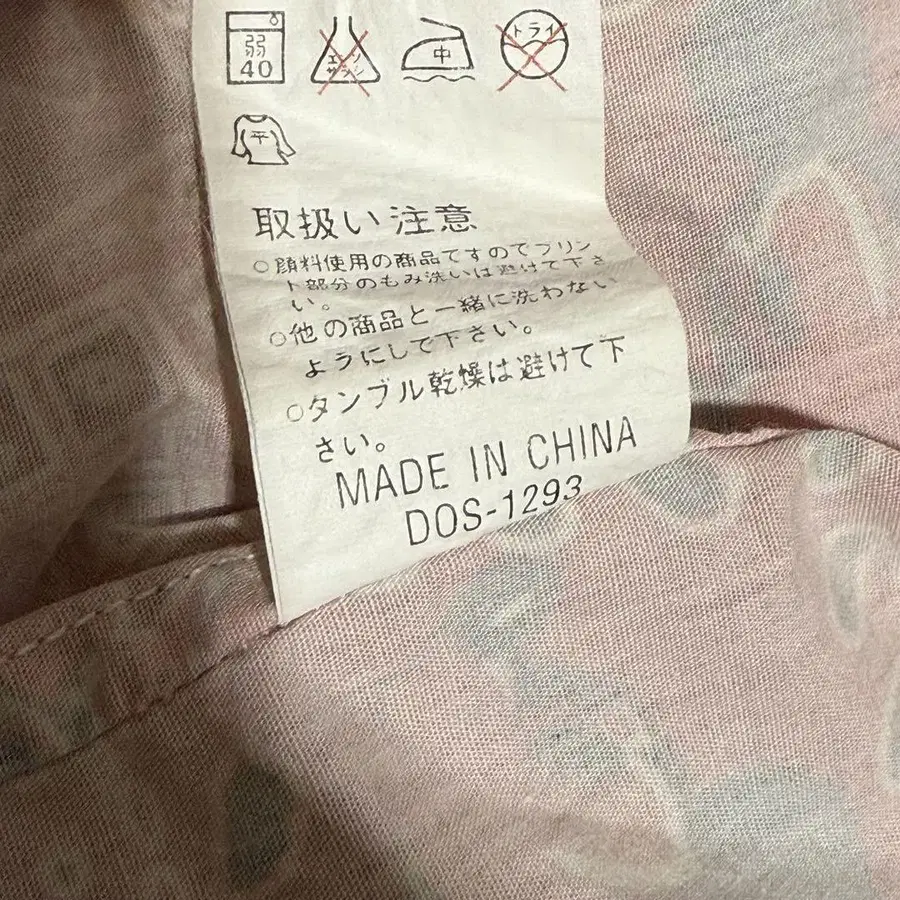 弱
40
エンソ
サラシ
中
ドライ
平
取扱い注意
○顔料使用の商品ですのでプリン
ト部分のもみ洗いは避けて下さ
い。
○他の商品と一緒に洗わない
ようにして下さい。
○タンブル乾燥は避けて下
さい。
MADE IN CHINA
DOS-1293